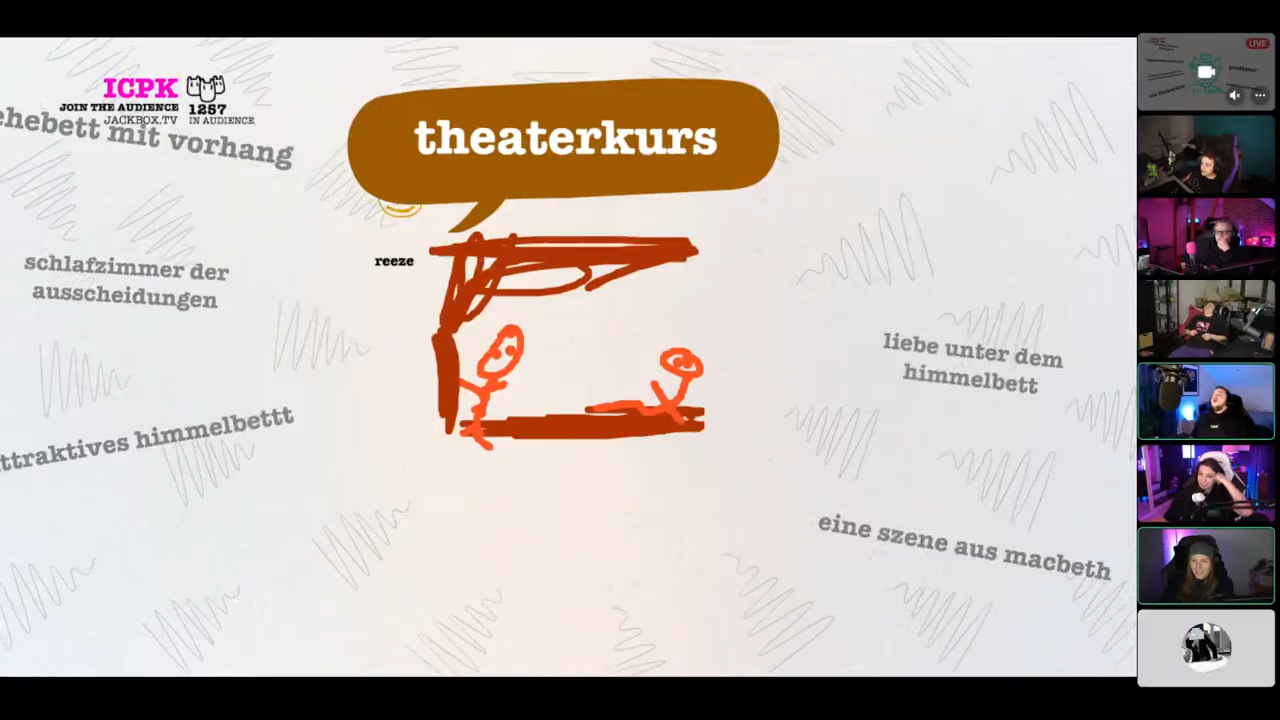 ICPK
JOIN THE AUDIENCE
JACKBOX.TV
1257
IN AUDIENCE
ehebett mit vorhang
theaterkurs
reeze
schlafzimmer der
ausscheidungen
liebe unter dem
himmelbett
attraktives himmelbettt
eine szene aus macbeth
LIVE